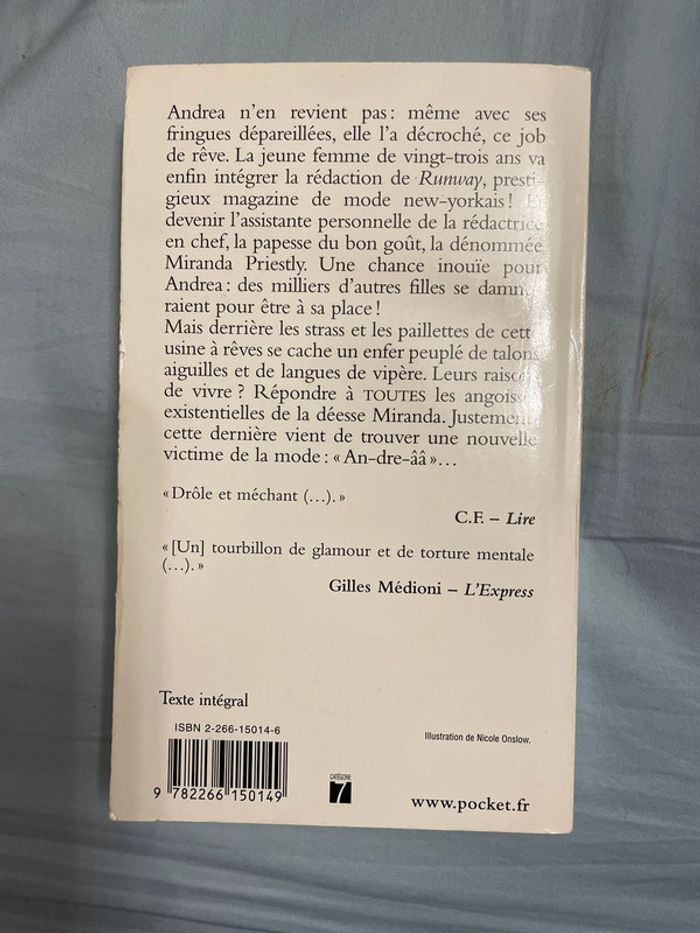 Andrea n'en revient pas : même avec ses
fringues dépareillées, elle l'a décroché, ce job
de rêve. La jeune femme de vingt-trois ans va
enfin intégrer la rédaction de Runway, presti-
gieux magazine de mode new-yorkais !
devenir l'assistante personnelle de la rédactrice
en chef, la papesse du bon goût, la dénommée
Miranda Priestly. Une chance inouïe pour
Andrea : des milliers d'autres filles se damne-
raient pour être à sa place !
Mais derrière les strass et les paillettes de cette
usine à rêves se cache un enfer peuplé de talons
aiguilles et de langues de vipère. Leurs raisons
de vivre ? Répondre à TOUTES les angoisses
existentielles de la déesse Miranda. Justement,
cette dernière vient de trouver une nouvelle
victime de la mode : « An-dre-ââ »…
« Drôle et méchant (…). »
C.F. – Lire
« [Un] tourbillon de glamour et de torture mentale
(…). »
Gilles Médioni – L'Express
Texte intégral
ISBN 2-266-15014-6
Illustration de Nicole Onslow.
9 782266 150149
CATÉGORIE
7
www.pocket.fr